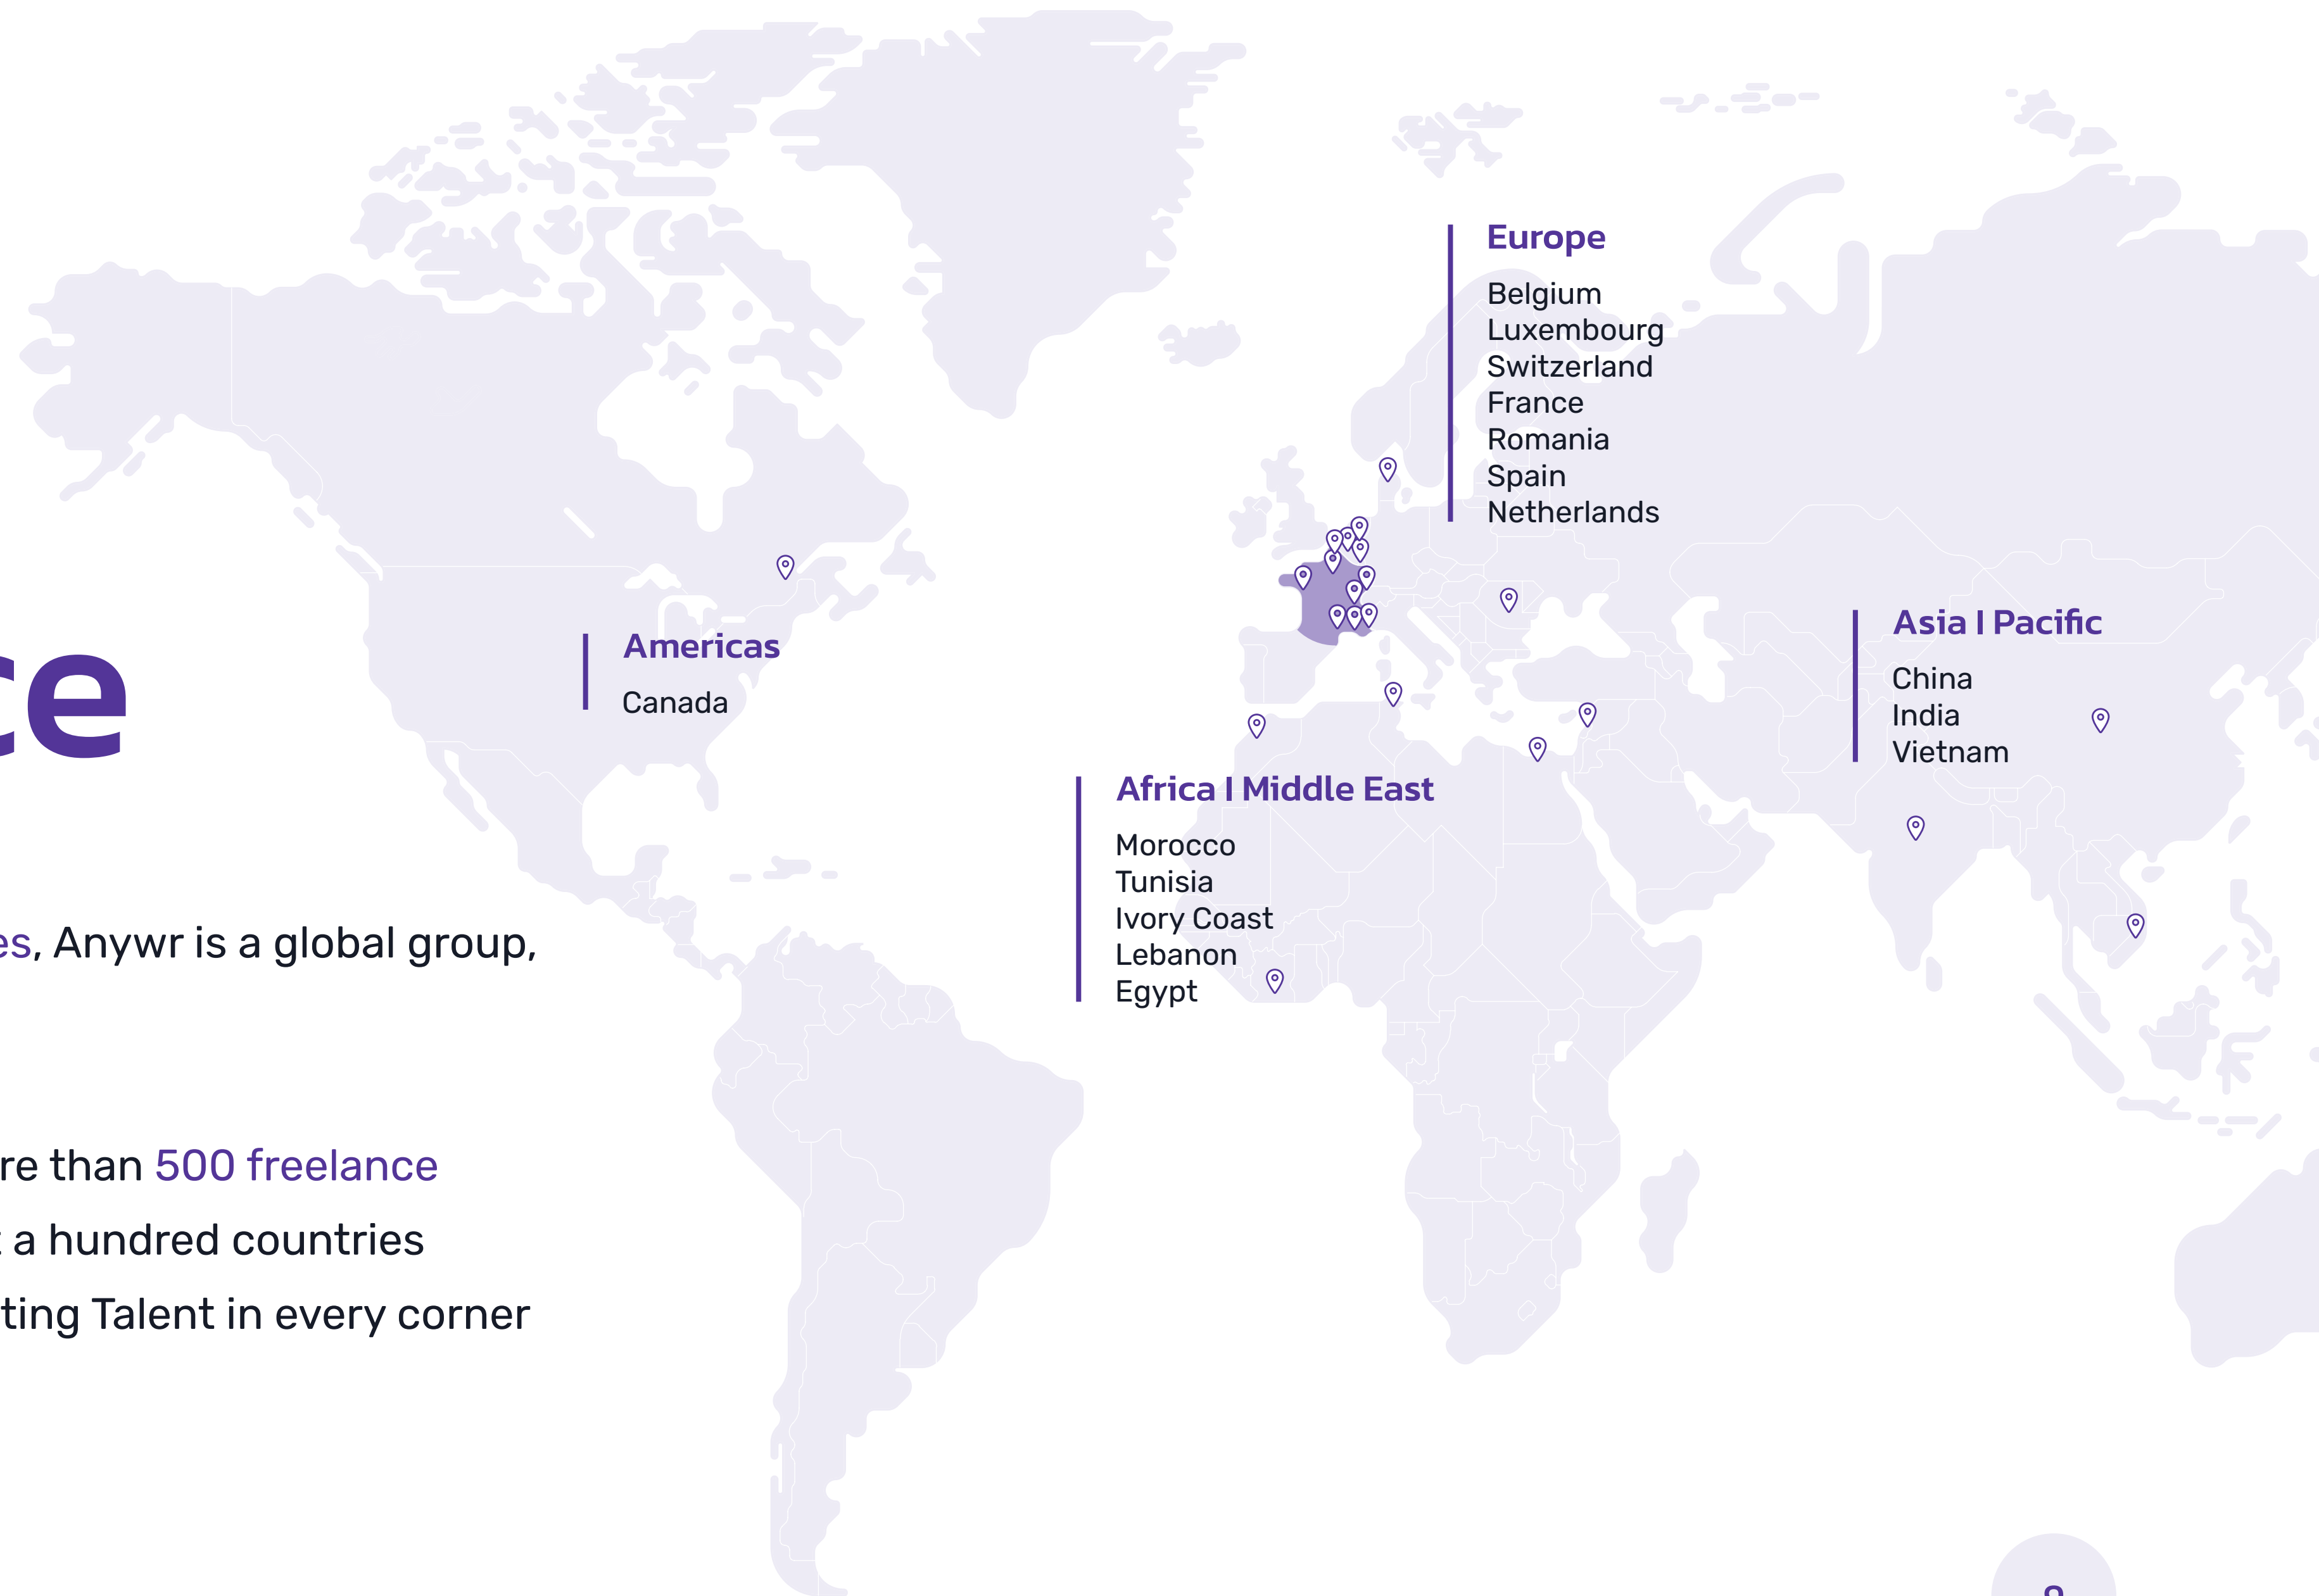 ce
es, Anywr is a global group,
re than 500 freelance
t a hundred countries
ting Talent in every corner
Americas
Canada
Europe
Belgium
Luxembourg
Switzerland
France
Romania
Spain
Netherlands
Africa | Middle East
Morocco
Tunisia
Ivory Coast
Lebanon
Egypt
Asia | Pacific
China
India
Vietnam